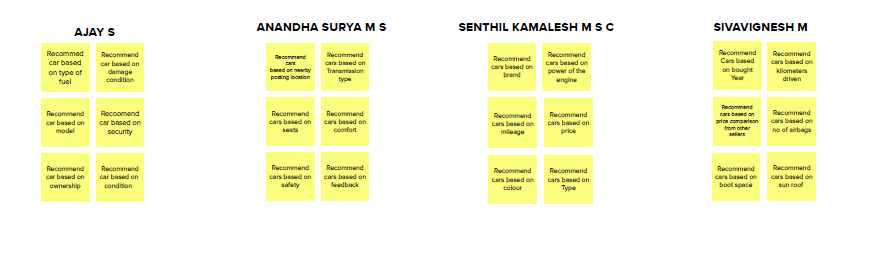 AJAY S
Recommed
car based
on type of
fuel
Recommend
car based on
damage
condition
Recommend
car based on
model
Recoomend
car based on
security
Recommend
car based on
ownership
Recommend
car based on
condition
ANANDHA SURYA M S
Recommend
cars
based on nearby
posting location
Recommend
cars based on
Transmission
type
Recommend
cars based on
seats
Recommend
cars based on
comfort
Recommend
cars based on
safety
Recommend
cars based on
feedback
SENTHIL KAMALESH M S C
Recommend
cars based on
brand
Recommend
cars based on
power of the
engine
Recommend
cars based on
mileage
Recommend
cars based on
price
Recommend
cars based on
colour
Recommend
cars based on
Type
SIVAVIGNESH M
Recommend
Cars based
on bought
Year
Recommend
cars based on
kilometers
driven
Recommend
cars based on
price comparison
from other
sellers
Recommend
cars based on
no of airbags
Recommend
cars based on
boot space
Recommend
cars based on
sun roof